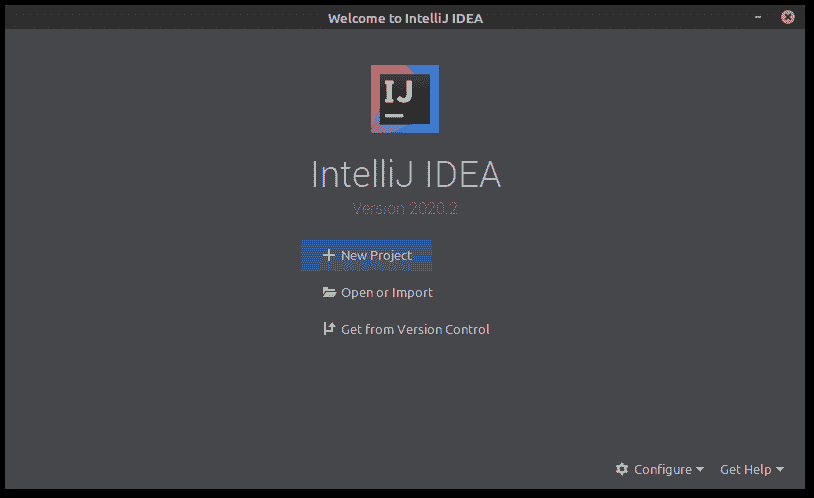 Welcome to IntelliJ IDEA
IJ
IntelliJ IDEA
Version 2020.2
New Project
Open or Import
Get from Version Control
Configure Get Help